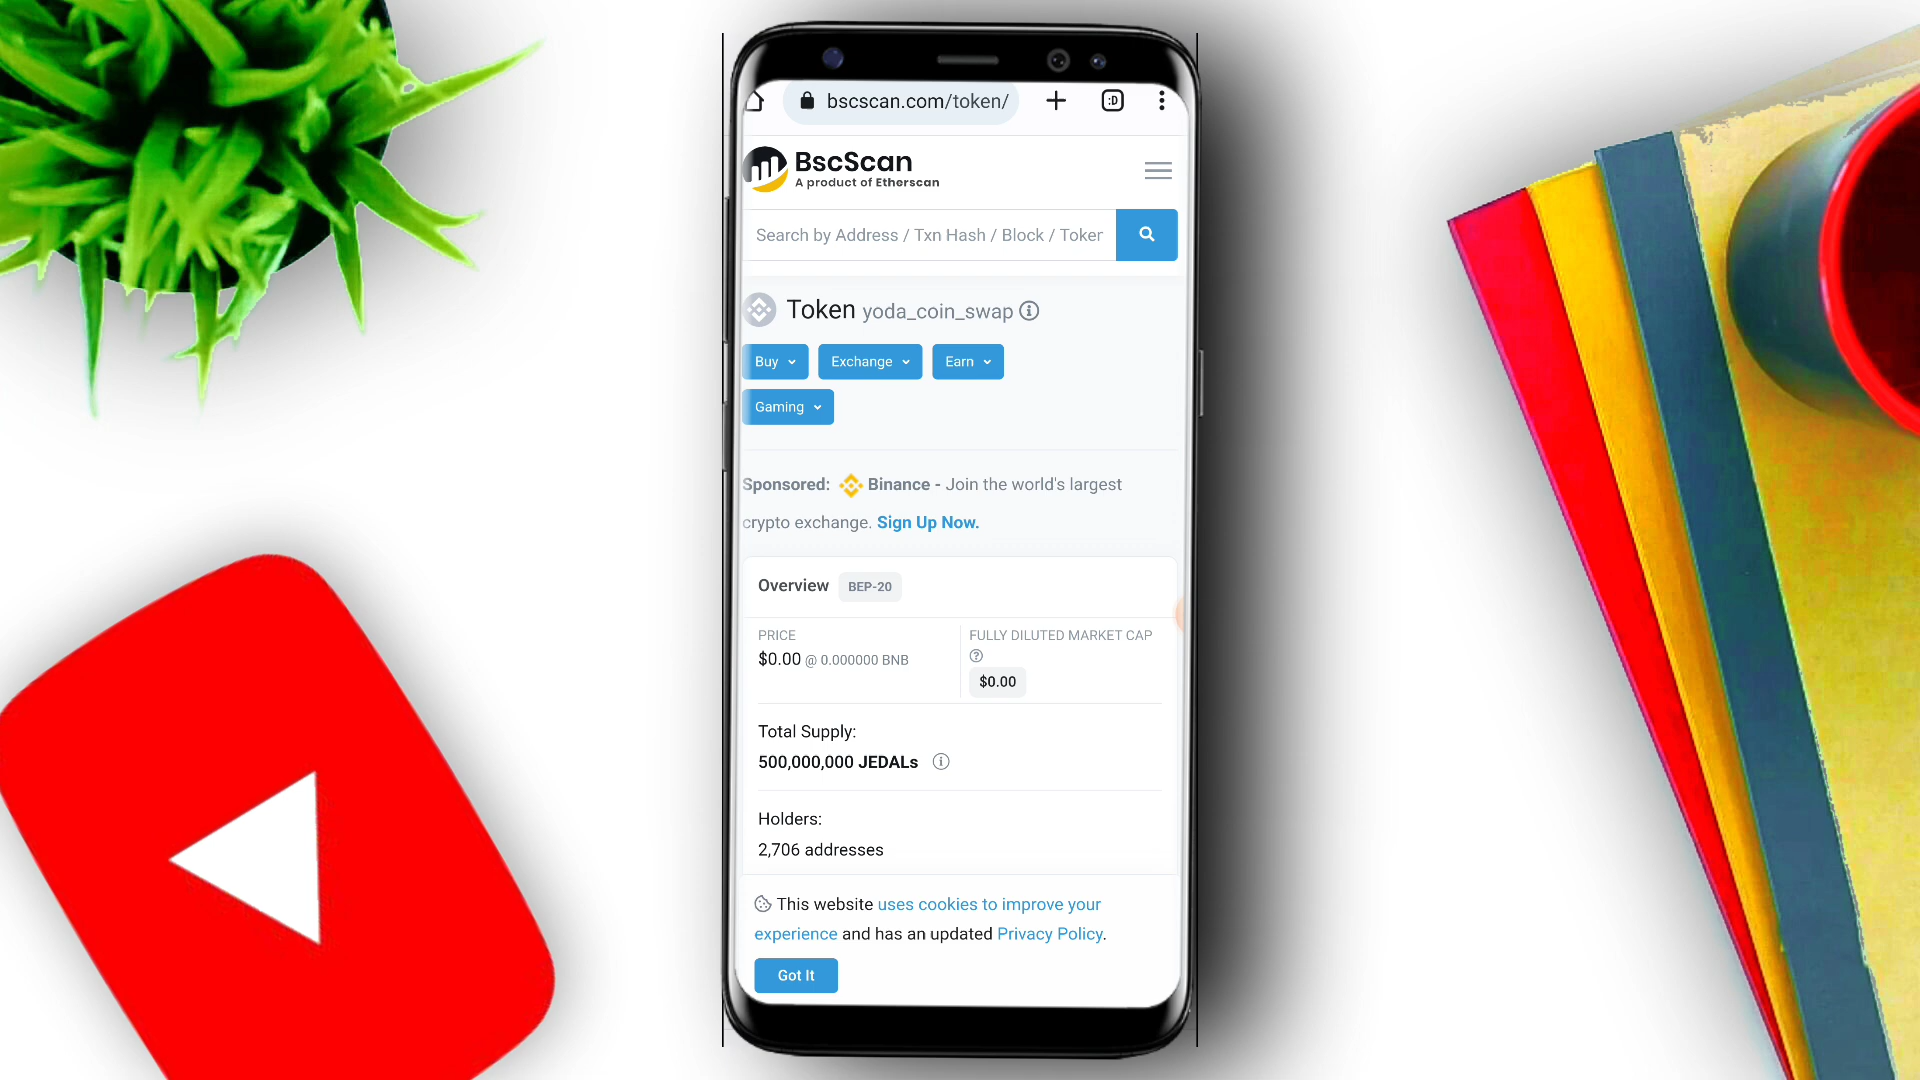 bscscan.com/token/
:D
BscScan
A product of Etherscan
Search by Address / Txn Hash / Block / Token
Token yoda_coin_swap
Buy Exchange Earn
Gaming
Sponsored: Binance - Join the world's largest
crypto exchange. Sign Up Now.
Overview BEP-20
PRICE
$0.00 @ 0.000000 BNB
FULLY DILUTED MARKET CAP
$0.00
Total Supply:
500,000,000 JEDALs
Holders:
2,706 addresses
This website uses cookies to improve your
experience and has an updated Privacy Policy.
Got It